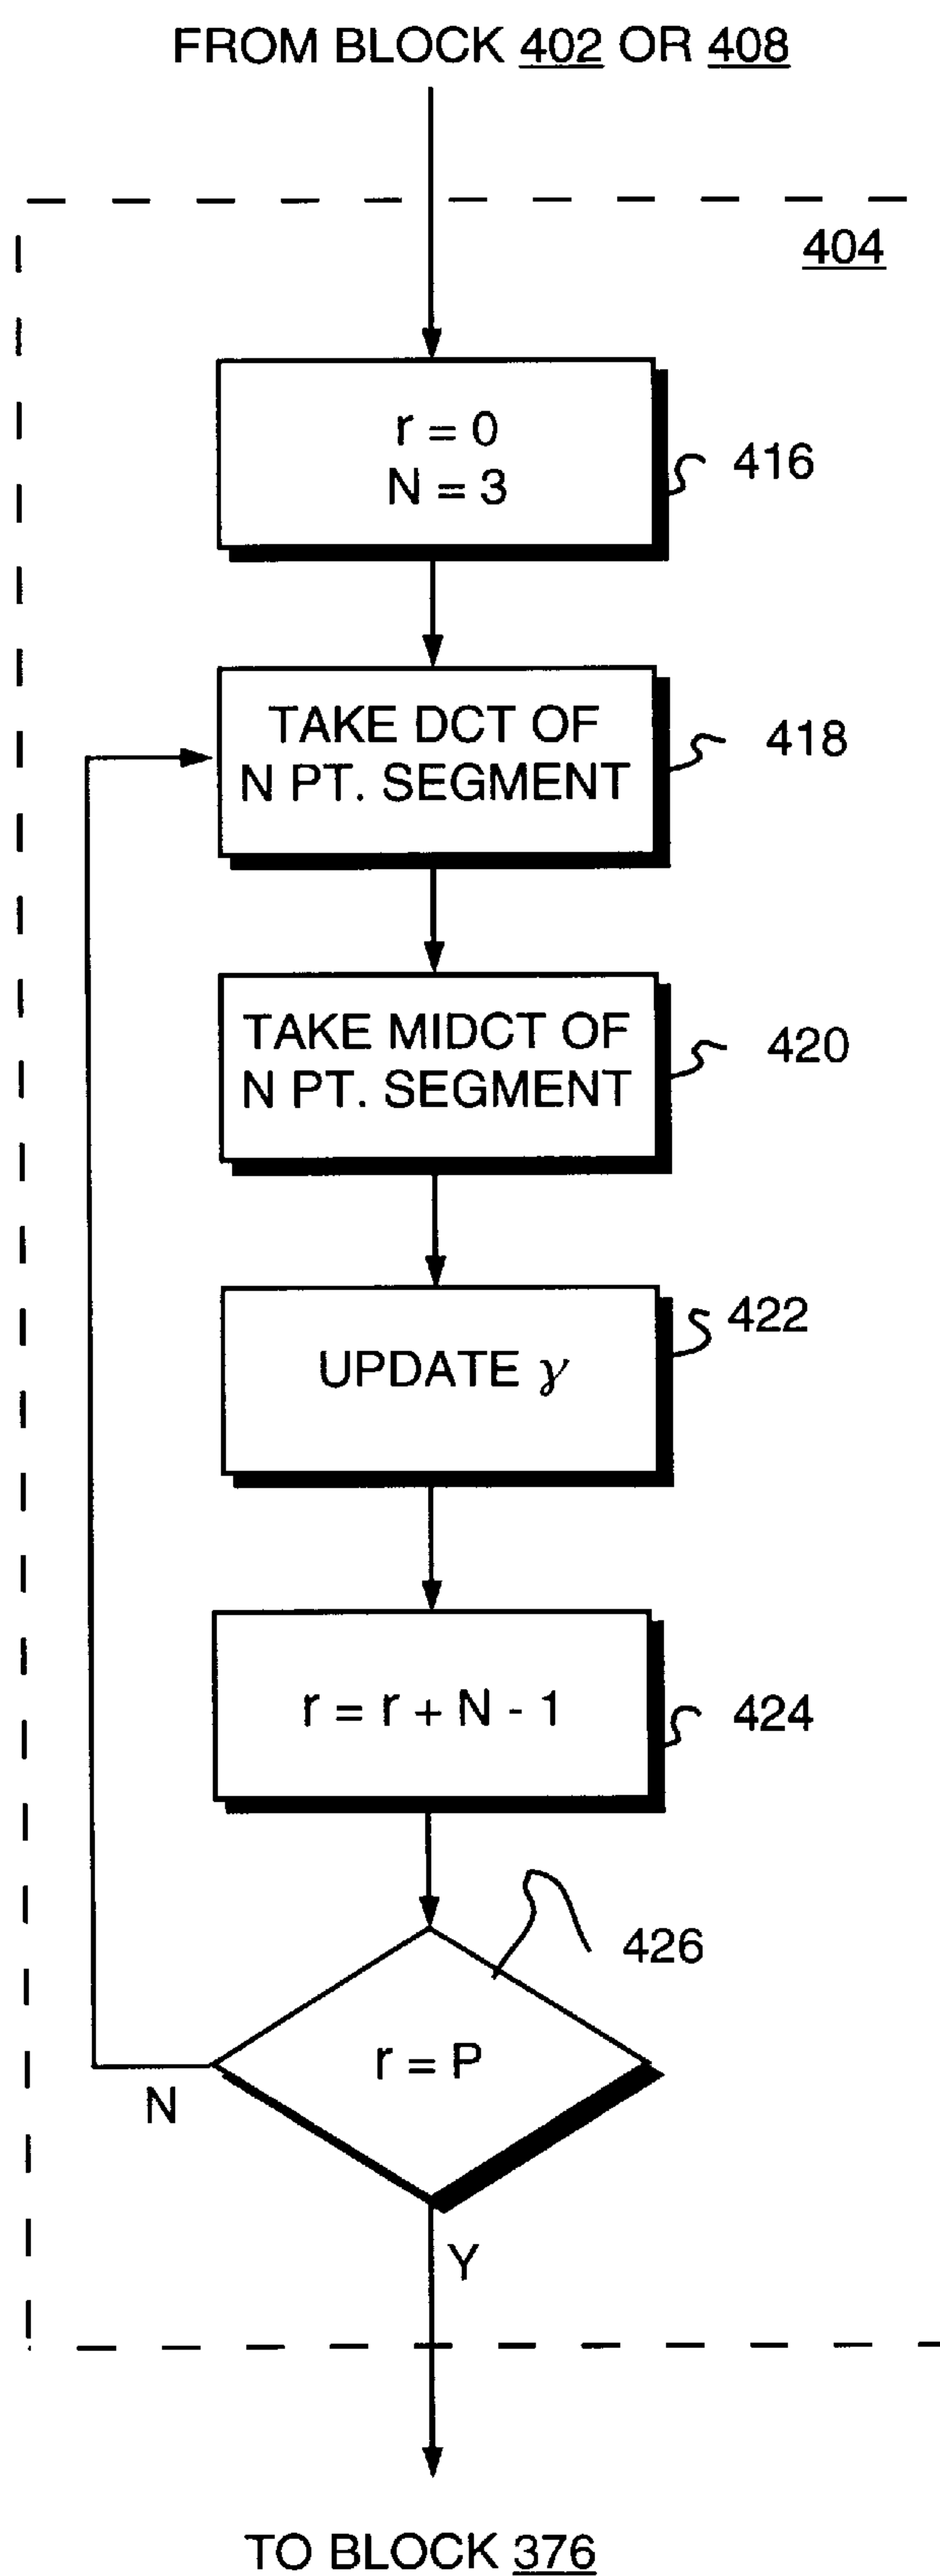 FROM BLOCK 402 OR 408
404
r = 0
N = 3
416
TAKE DCT OF
N PT. SEGMENT
418
TAKE MIDCT OF
N PT. SEGMENT
420
UPDATE γ
422
r = r + N - 1
424
426
r = P
N
Y
TO BLOCK 376